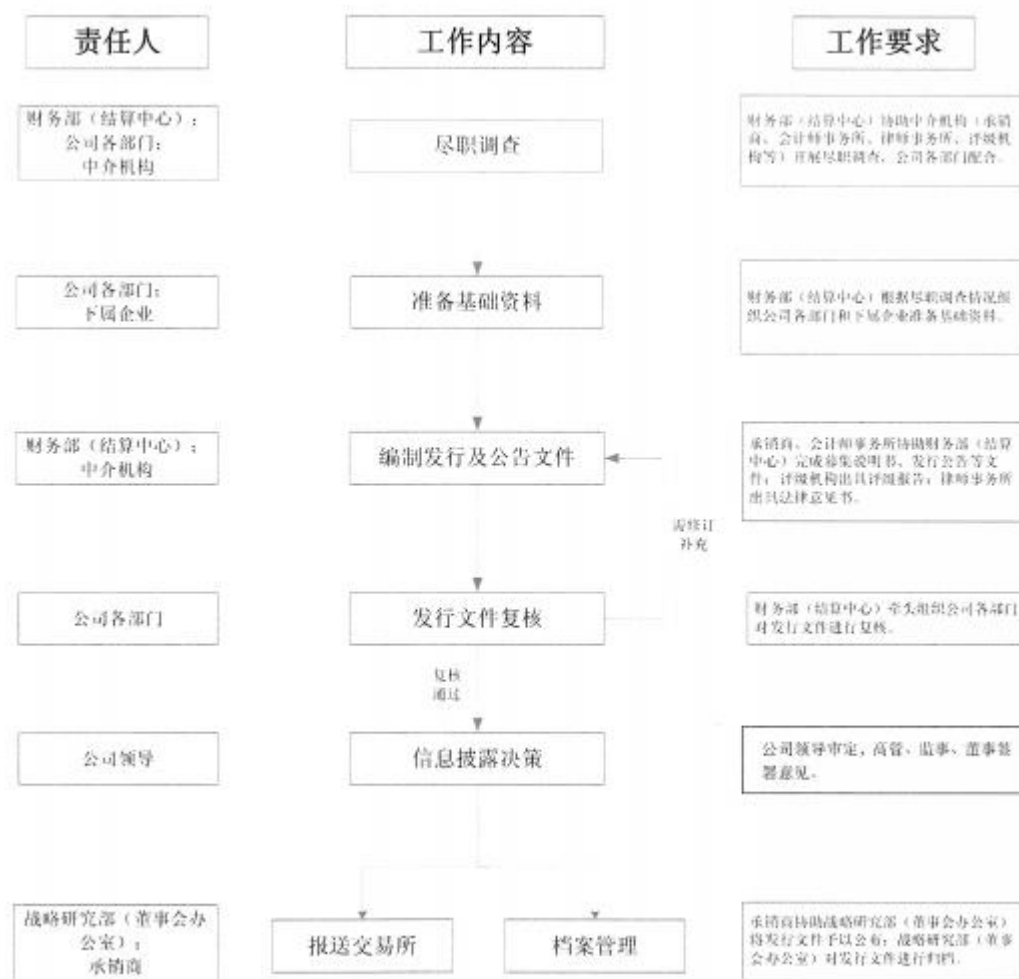 责任人
工作内容
工作要求
财务部（结算中心）；
公司各部门；
中介机构
尽职调查
财务部（结算中心）协助中介机构（承销
商、会计师事务所、律师事务所、评级机
构等）开展尽职调查，公司各部门配合。
公司各部门；
下属企业
准备基础资料
财务部（结算中心）根据尽职调查情况组
织公司各部门和下属企业准备基础资料。
财务部（结算中心）；
中介机构
编制发行及公告文件
承销商、会计师事务所协助财务部（结算
中心）完成募集说明书、发行公告等文
件；评级机构出具评级报告；律师事务所
出具法律意见书。
需修订
补充
公司各部门
发行文件复核
财务部（结算中心）牵头组织公司各部门
对发行文件进行复核。
复核
通过
公司领导
信息披露决策
公司领导审定，高管、监事、董事签
署意见。
战略研究部（董事会办
公室）；
承销商
报送交易所
档案管理
承销商协助战略研究部（董事会办公室）
将发行文件予以公布；战略研究部（董事
会办公室）对发行文件进行归档。